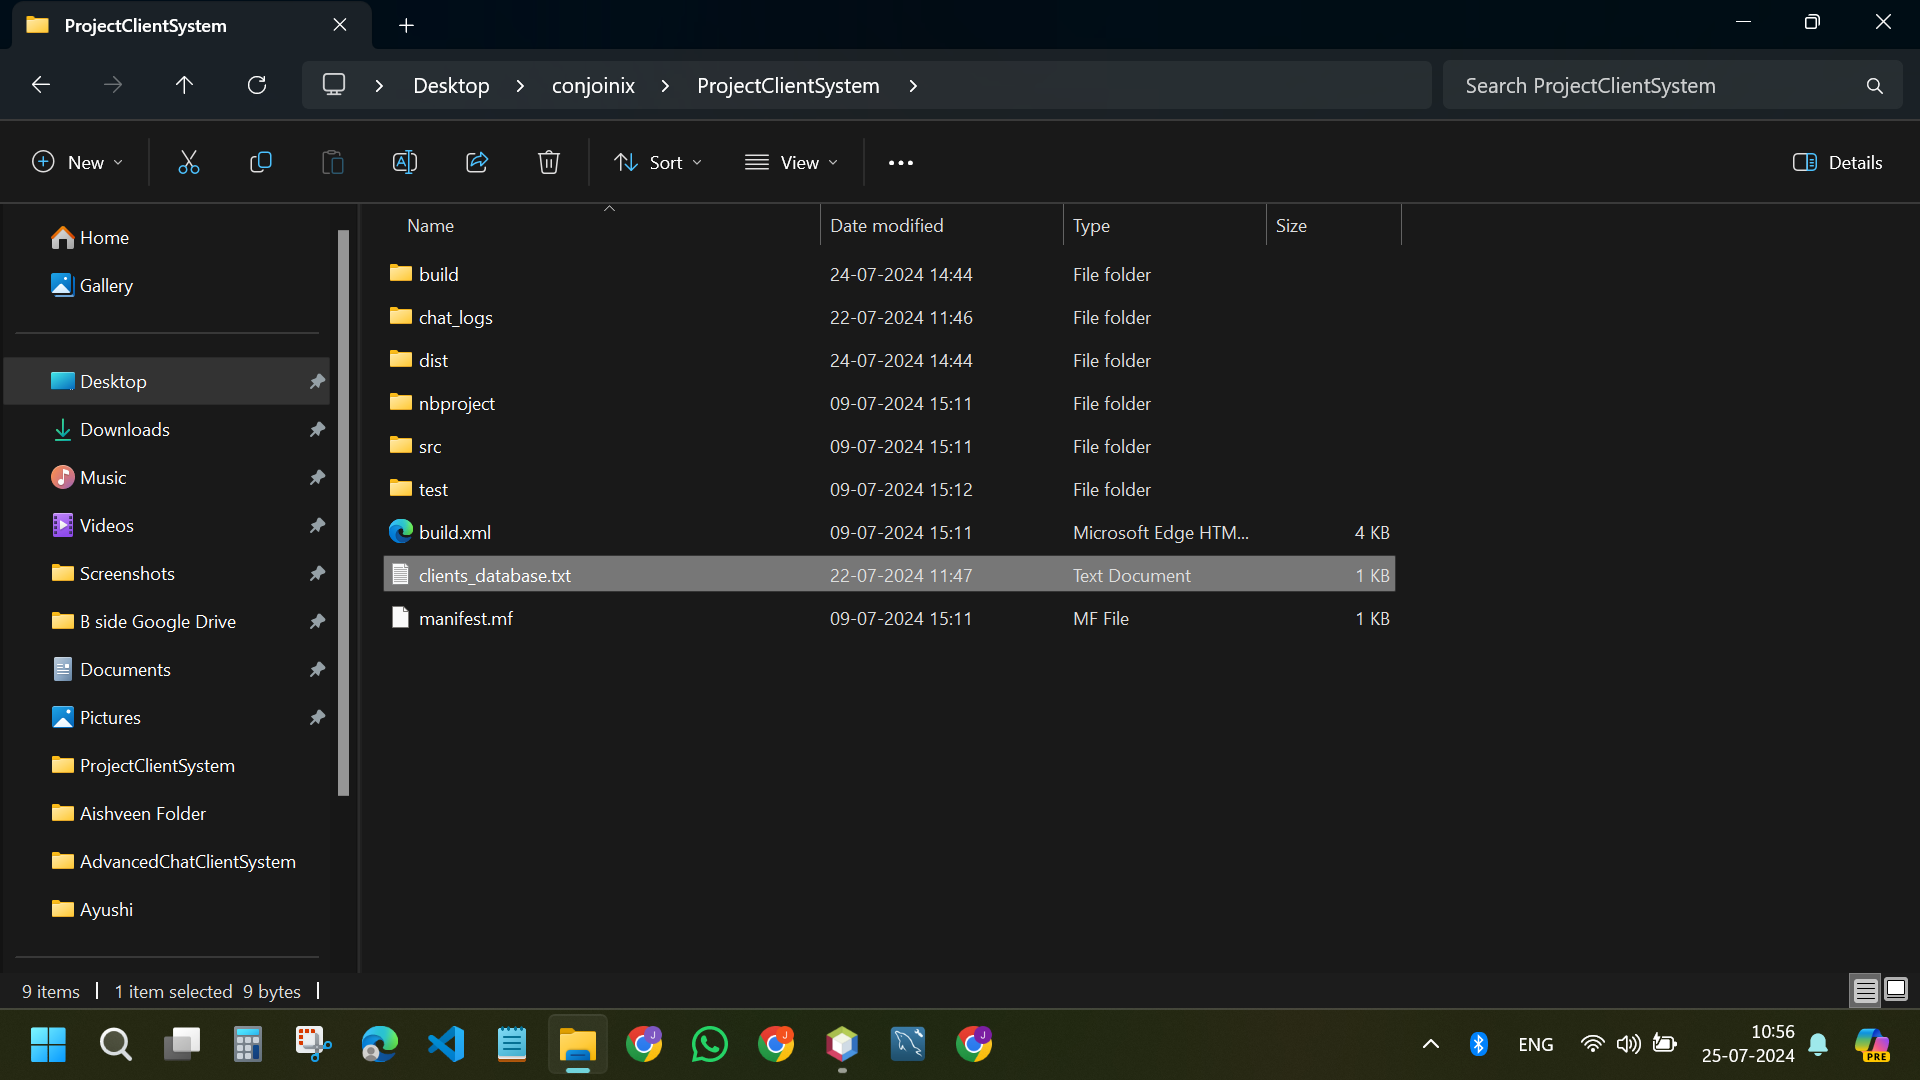 ProjectClientSystem
Desktop conjoinix ProjectClientSystem
Search ProjectClientSystem
New Sort View Details
Name Date modified Type Size
Home
Gallery
Desktop
Downloads
Music
Videos
Screenshots
B side Google Drive
Documents
Pictures
ProjectClientSystem
Aishveen Folder
AdvancedChatClientSystem
Ayushi
build 24-07-2024 14:44 File folder
chat_logs 22-07-2024 11:46 File folder
dist 24-07-2024 14:44 File folder
nbproject 09-07-2024 15:11 File folder
src 09-07-2024 15:11 File folder
test 09-07-2024 15:12 File folder
build.xml 09-07-2024 15:11 Microsoft Edge HTM... 4 KB
clients_database.txt 22-07-2024 11:47 Text Document 1 KB
manifest.mf 09-07-2024 15:11 MF File 1 KB
9 items 1 item selected 9 bytes
J J J
ENG
10:56
25-07-2024
PRE